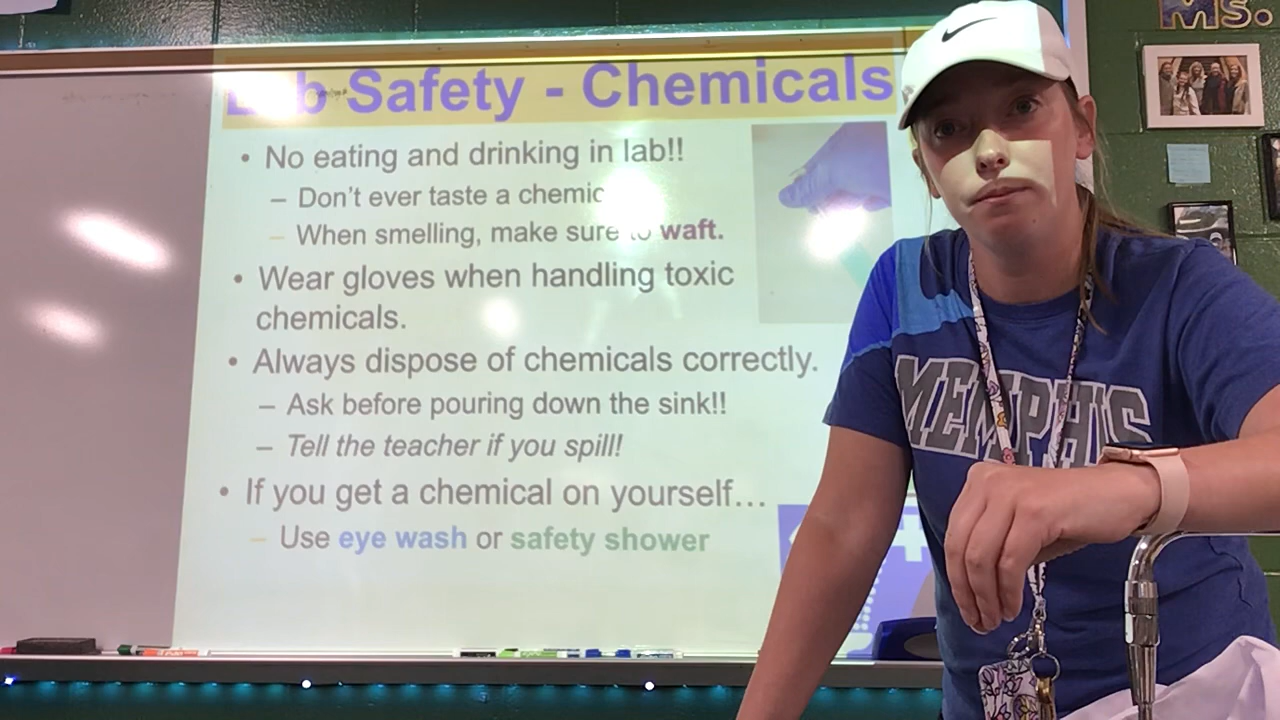 Ms.
Lab Safety - Chemicals
• No eating and drinking in lab!!
– Don't ever taste a
– When smelling, make sure to waft.
• Wear gloves when handling toxic
chemicals.
• Always dispose of chemicals correctly.
– Ask before pouring down the sink!!
– Tell the teacher if you spill!
• If you get a chemical on yourself…
– Use eye wash or safety shower
MEMPHIS